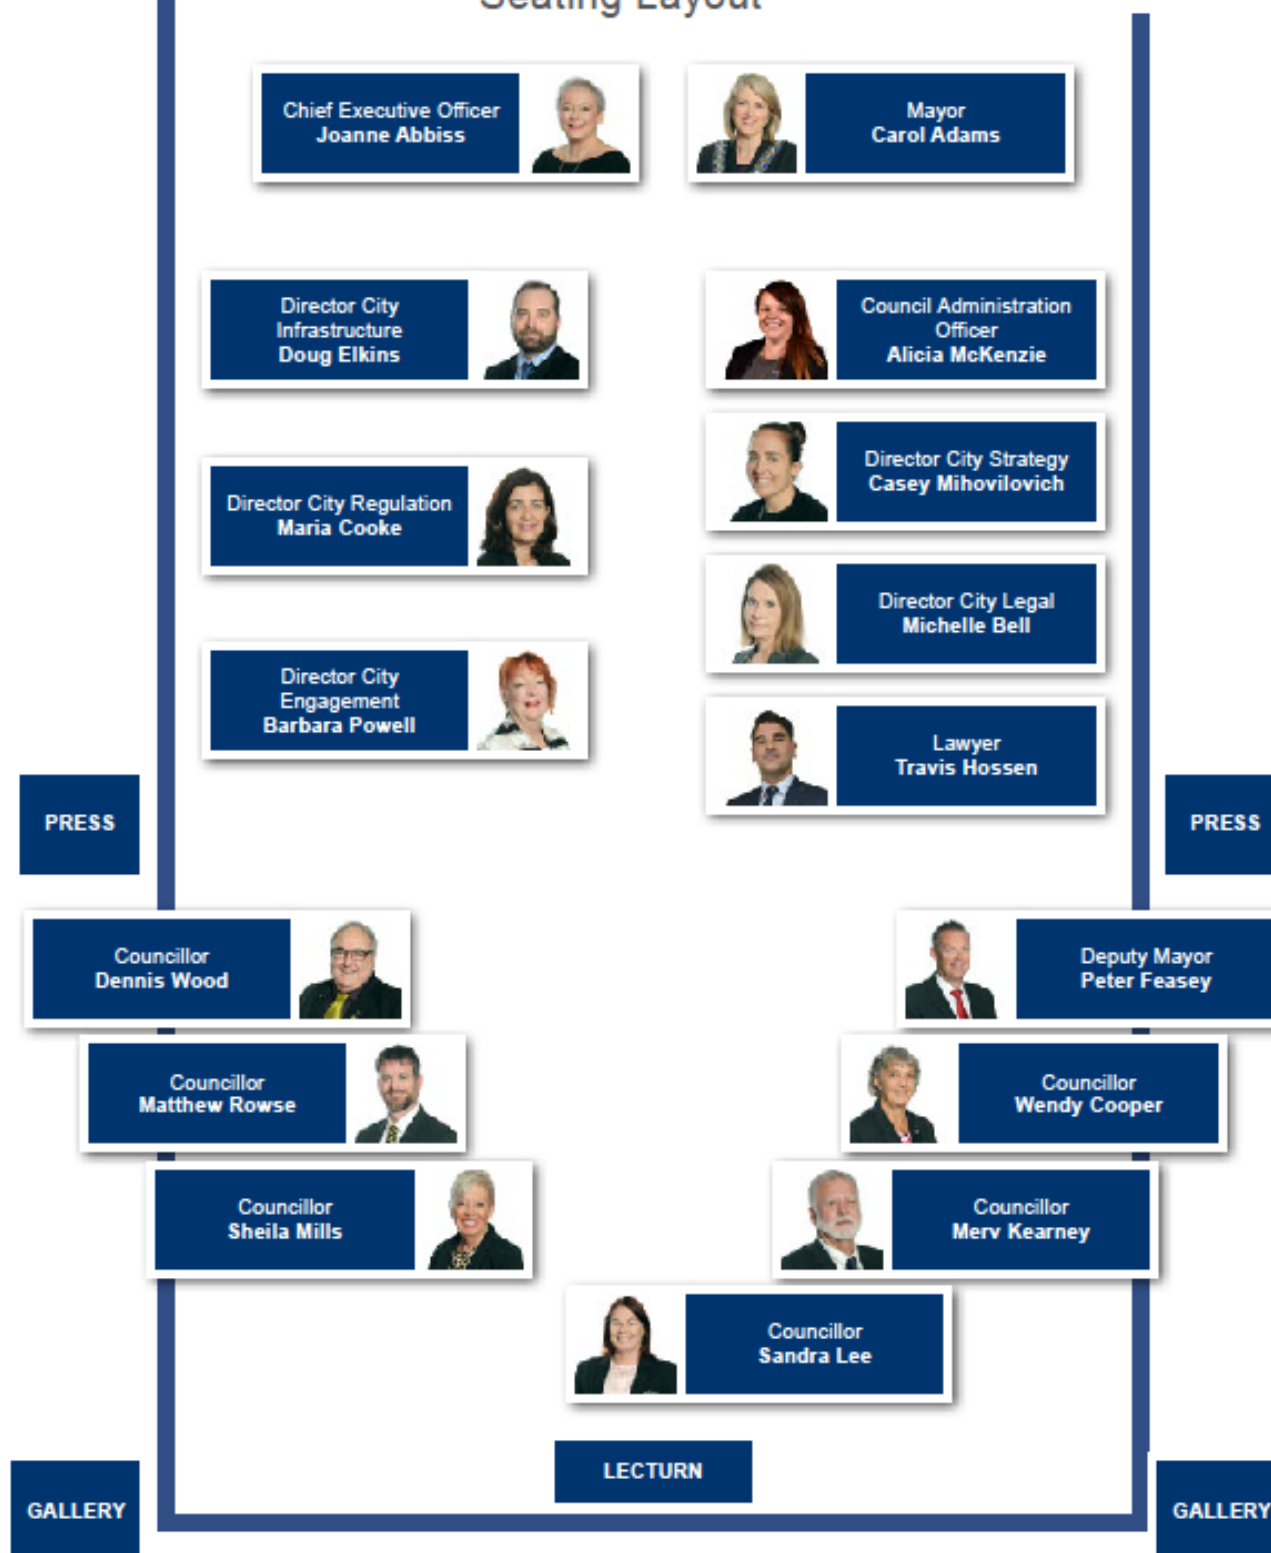 Seating Layout
Chief Executive Officer
Joanne Abbiss
Mayor
Carol Adams
Director City
Infrastructure
Doug Elkins
Council Administration
Officer
Alicia McKenzie
Director City Strategy
Casey Mihovilovich
Director City Regulation
Maria Cooke
Director City Legal
Michelle Bell
Director City
Engagement
Barbara Powell
Lawyer
Travis Hossen
PRESS
PRESS
Councillor
Dennis Wood
Deputy Mayor
Peter Feasey
Councillor
Matthew Rowse
Councillor
Wendy Cooper
Councillor
Sheila Mills
Councillor
Merv Kearney
Councillor
Sandra Lee
LECTURN
GALLERY
GALLERY